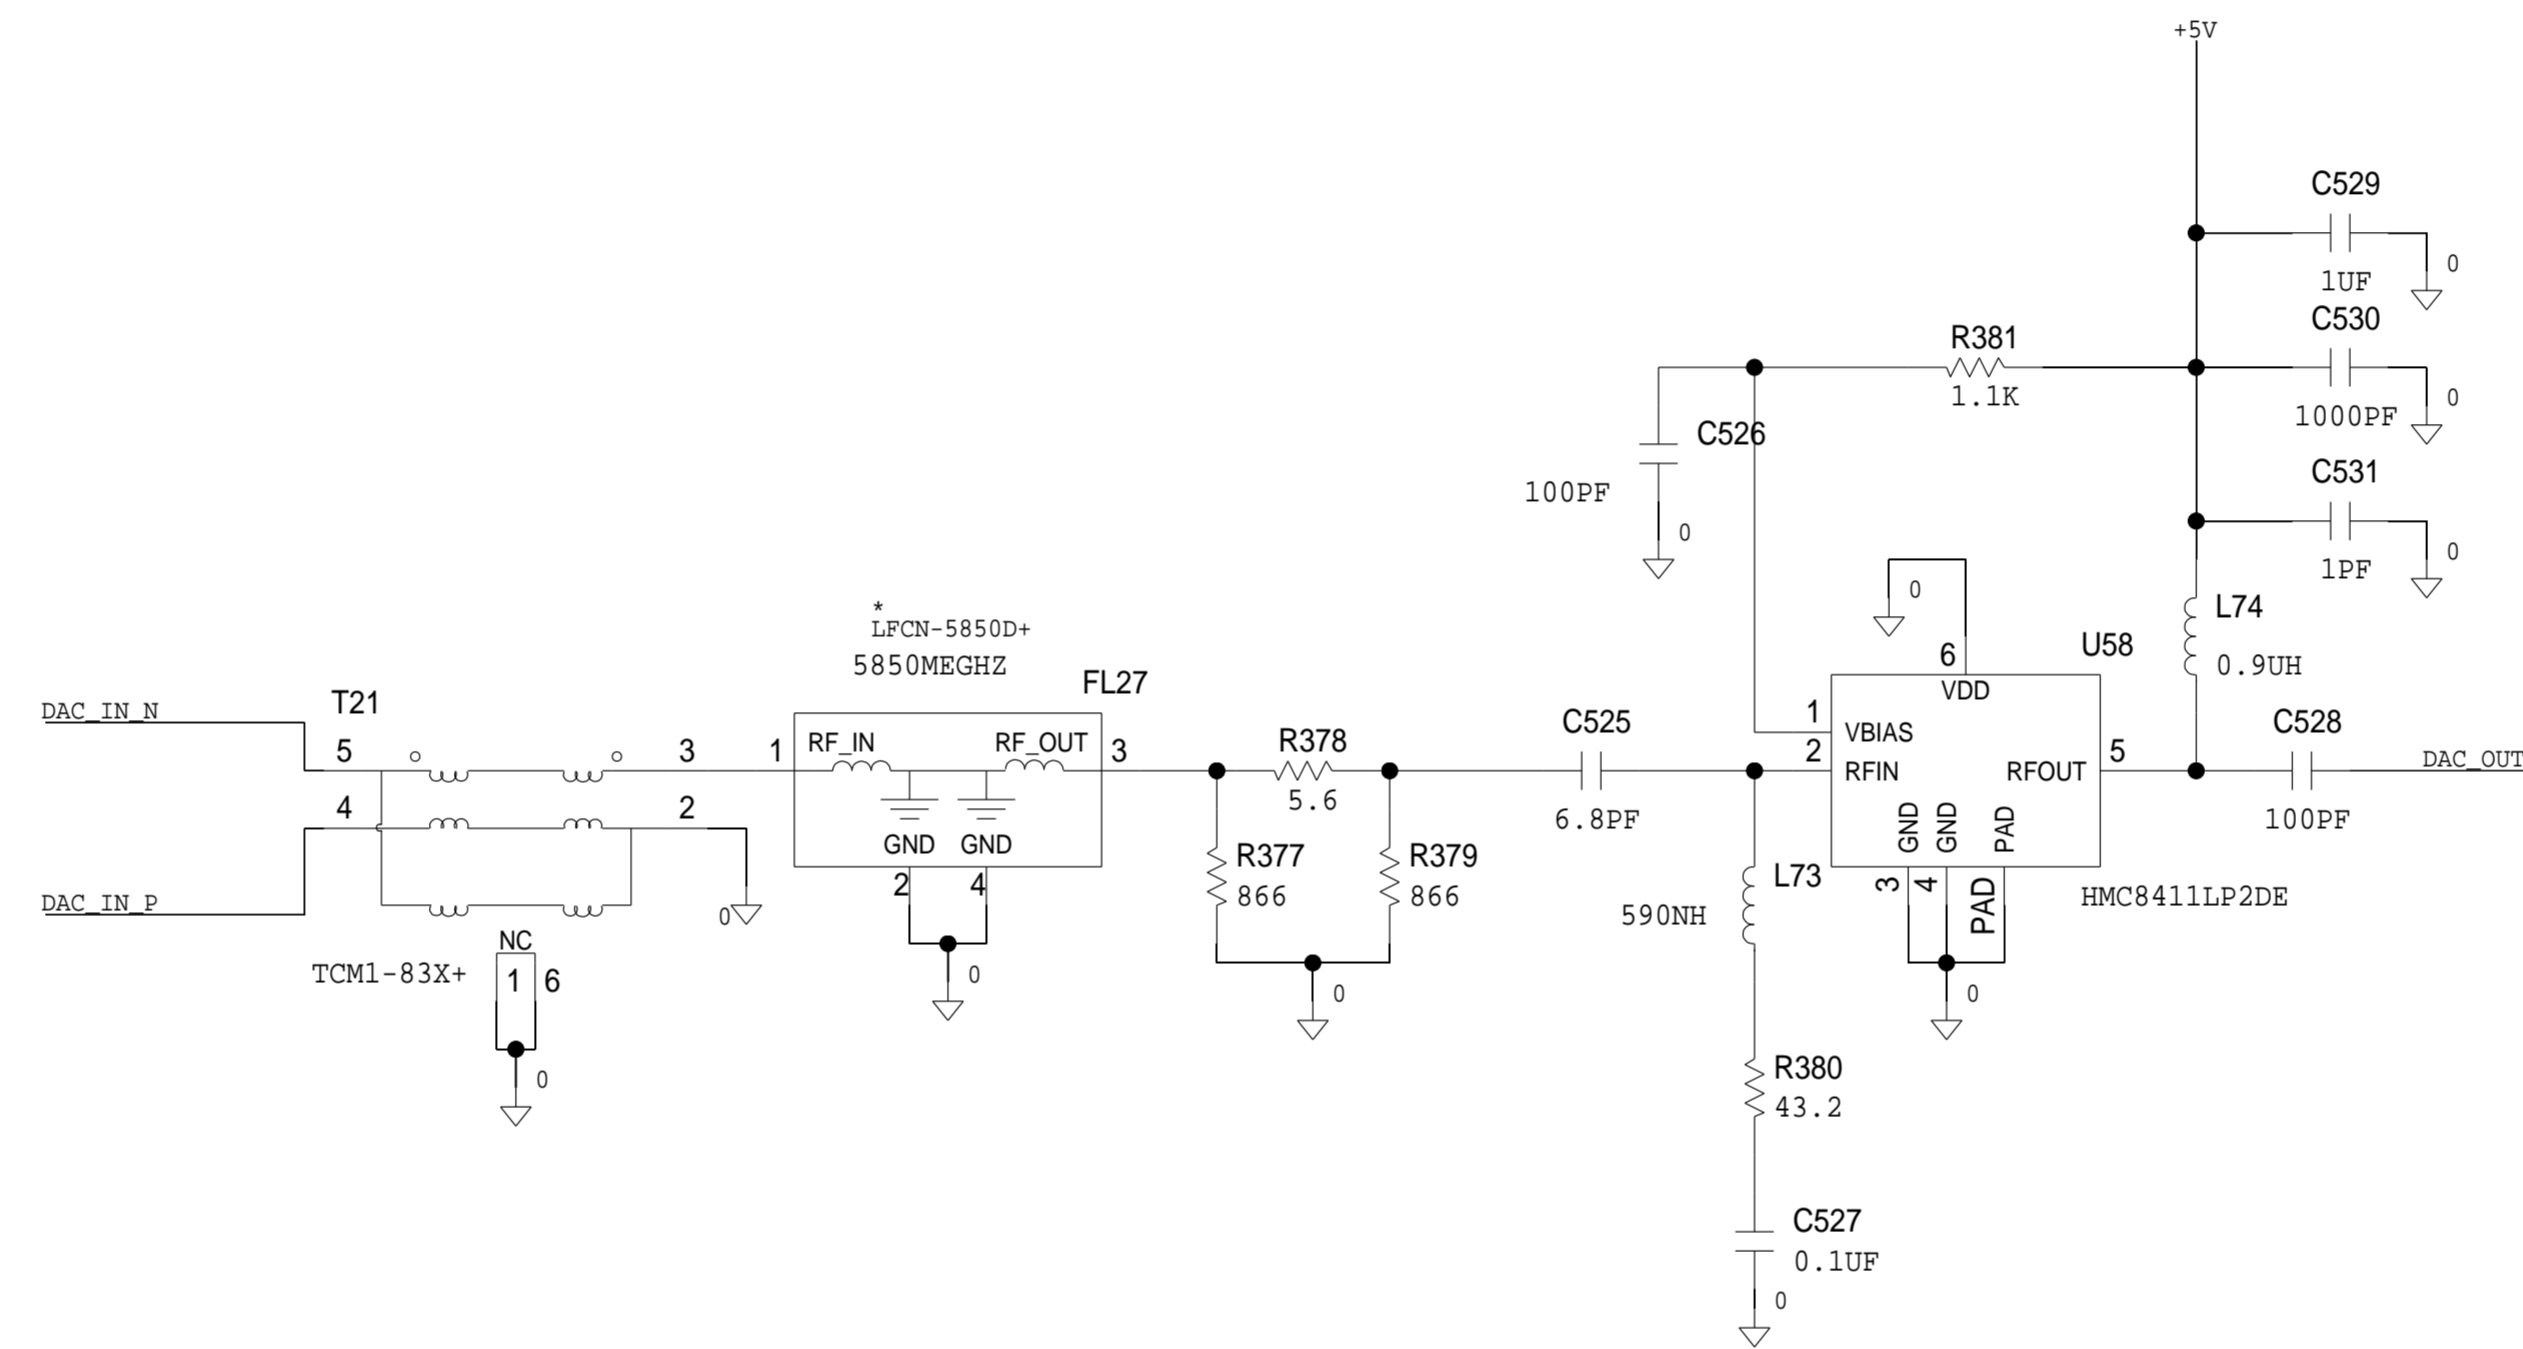 +5V
C529
1UF
0
C530
1000PF
0
R381
1.1K
C526
100PF
0
C531
1PF
0
L74
0.9UH
0
6
VDD
U58
*
LFCN-5850D+
5850MEGHZ
FL27
DAC_IN_N
T21
5
3
1
RF_IN
RF_OUT
3
R378
5.6
C525
6.8PF
1
VBIAS
2
RFIN
RFOUT
5
C528
100PF
DAC_OUT
4
2
0
GND
GND
2
4
0
R377
866
R379
866
0
GND
GND
PAD
3
4
PAD
0
HMC8411LP2DE
L73
590NH
DAC_IN_P
NC
TCM1-83X+
1
6
0
R380
43.2
C527
0.1UF
0